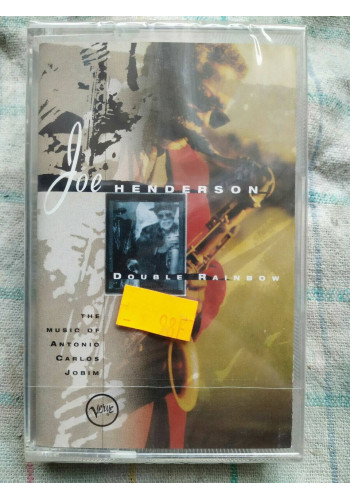 Joe
HENDERSON
DOUBLE RAINBOW
THE
MUSIC OF
ANTONIO
CARLOS
JOBIM
Verve